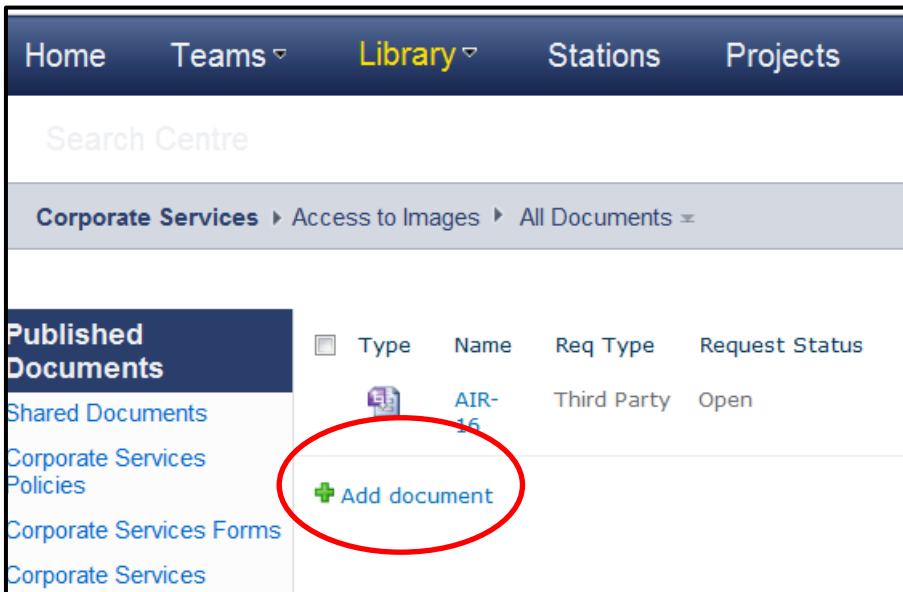 Home Teams Library Stations Projects
Search Centre
Corporate Services Access to Images All Documents
Published
Documents
Type Name Req Type Request Status
Shared Documents
AIR-
16
Third Party Open
Corporate Services
Policies
Add document
Corporate Services Forms
Corporate Services